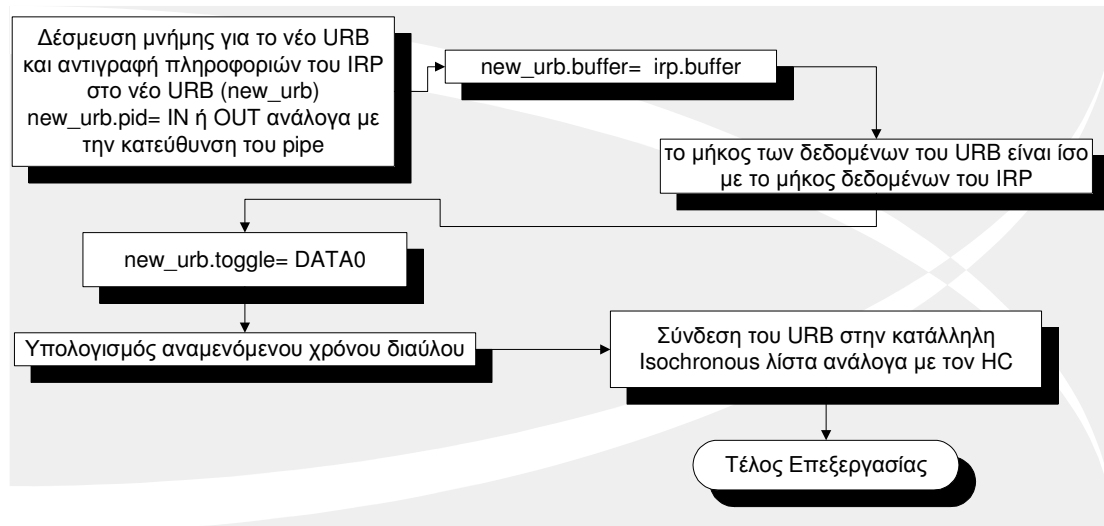 Δέσμευση μνήμης για το νέο URB
και αντιγραφή πληροφοριών του IRP
στο νέο URB (new_urb)
new_urb.pid= IN ή OUT ανάλογα με
την κατεύθυνση του pipe
new_urb.buffer=  irp.buffer
το μήκος των δεδομένων του URB είναι ίσο
με το μήκος δεδομένων του IRP
new_urb.toggle= DATA0
Υπολογισμός αναμενόμενου χρόνου διαύλου
Σύνδεση του URB στην κατάλληλη
Isochronous λίστα ανάλογα με τον HC
Τέλος Επεξεργασίας